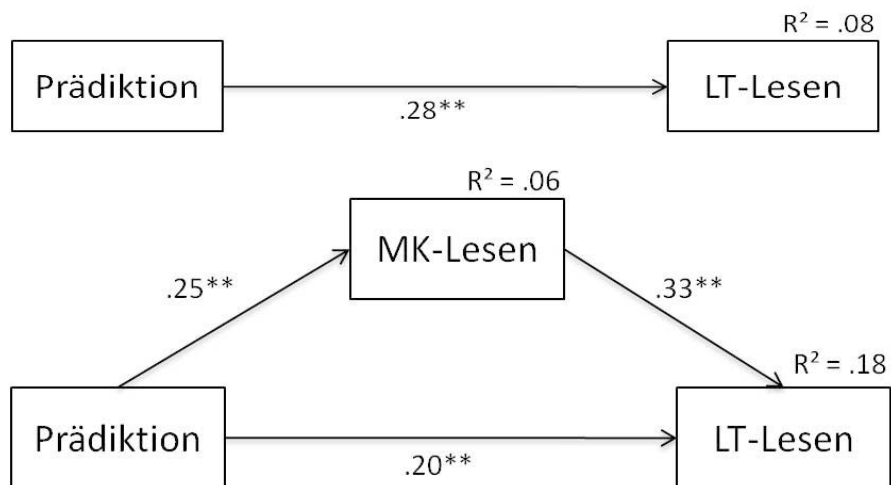 R² = .08
Prädiktion
LT-Lesen
.28**
R² = .06
MK-Lesen
.25**
.33**
R² = .18
Prädiktion
LT-Lesen
.20**